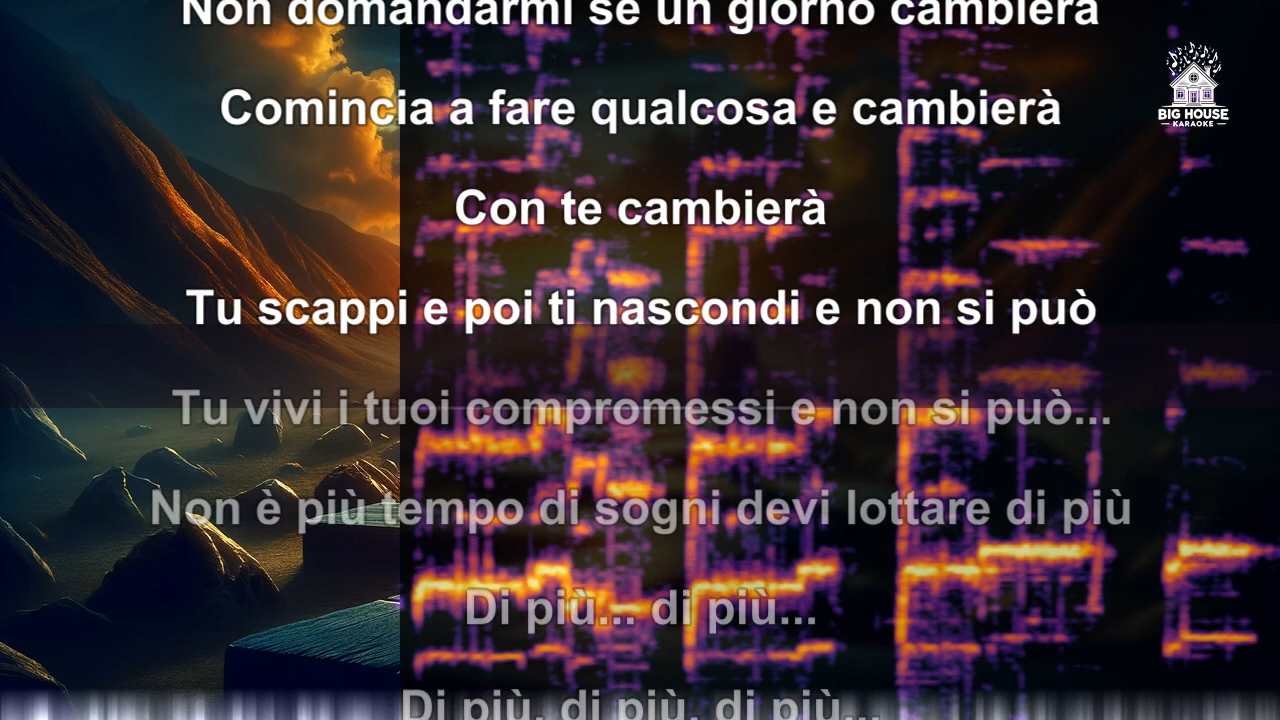 Non domandarmi se un giorno cambierà
Comincia a fare qualcosa e cambierà
Con te cambierà
Tu scappi e poi ti nascondi e non si può
Tu vivi i tuoi compromessi e non si può...
Non è più tempo di sogni devi lottare di più
Di più... di più...
Di più, di più, di più...
BIG HOUSE
KARAOKE